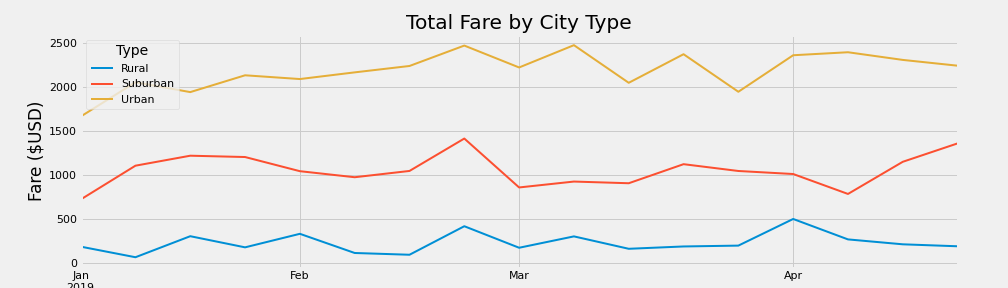 Total Fare by City Type
Fare ($USD)
2500
2000
1500
1000
500
0
Type
Rural
Suburban
Urban
Jan
2019
Feb
Mar
Apr